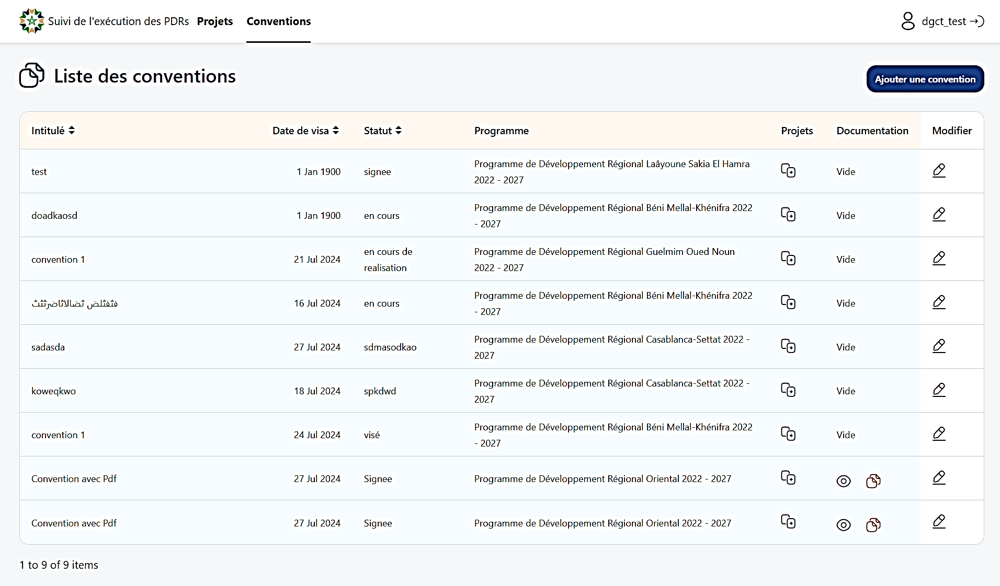 Suivi de l'exécution des PDRs Projets Conventions dgct_test
Liste des conventions
Ajouter une convention
Intitulé Date de visa Statut Programme Projets Documentation Modifier
test 1 Jan 1900 signee Programme de Développement Régional Laâyoune Sakia El Hamra
2022 - 2027 Vide
doadkaosd 1 Jan 1900 en cours Programme de Développement Régional Béni Mellal-Khénifra 2022
- 2027 Vide
convention 1 21 Jul 2024 en cours de
realisation Programme de Développement Régional Guelmim Oued Noun
2022 - 2027 Vide
16 Jul 2024 en cours Programme de Développement Régional Béni Mellal-Khénifra 2022
- 2027 Vide
sadasda 27 Jul 2024 sdmasodkao Programme de Développement Régional Casablanca-Settat 2022 -
2027 Vide
koweqkwo 18 Jul 2024 spkdwd Programme de Développement Régional Casablanca-Settat 2022 -
2027 Vide
convention 1 24 Jul 2024 visé Programme de Développement Régional Béni Mellal-Khénifra 2022
- 2027 Vide
Convention avec Pdf 27 Jul 2024 Signee Programme de Développement Régional Oriental 2022 - 2027
Convention avec Pdf 27 Jul 2024 Signee Programme de Développement Régional Oriental 2022 - 2027
1 to 9 of 9 items